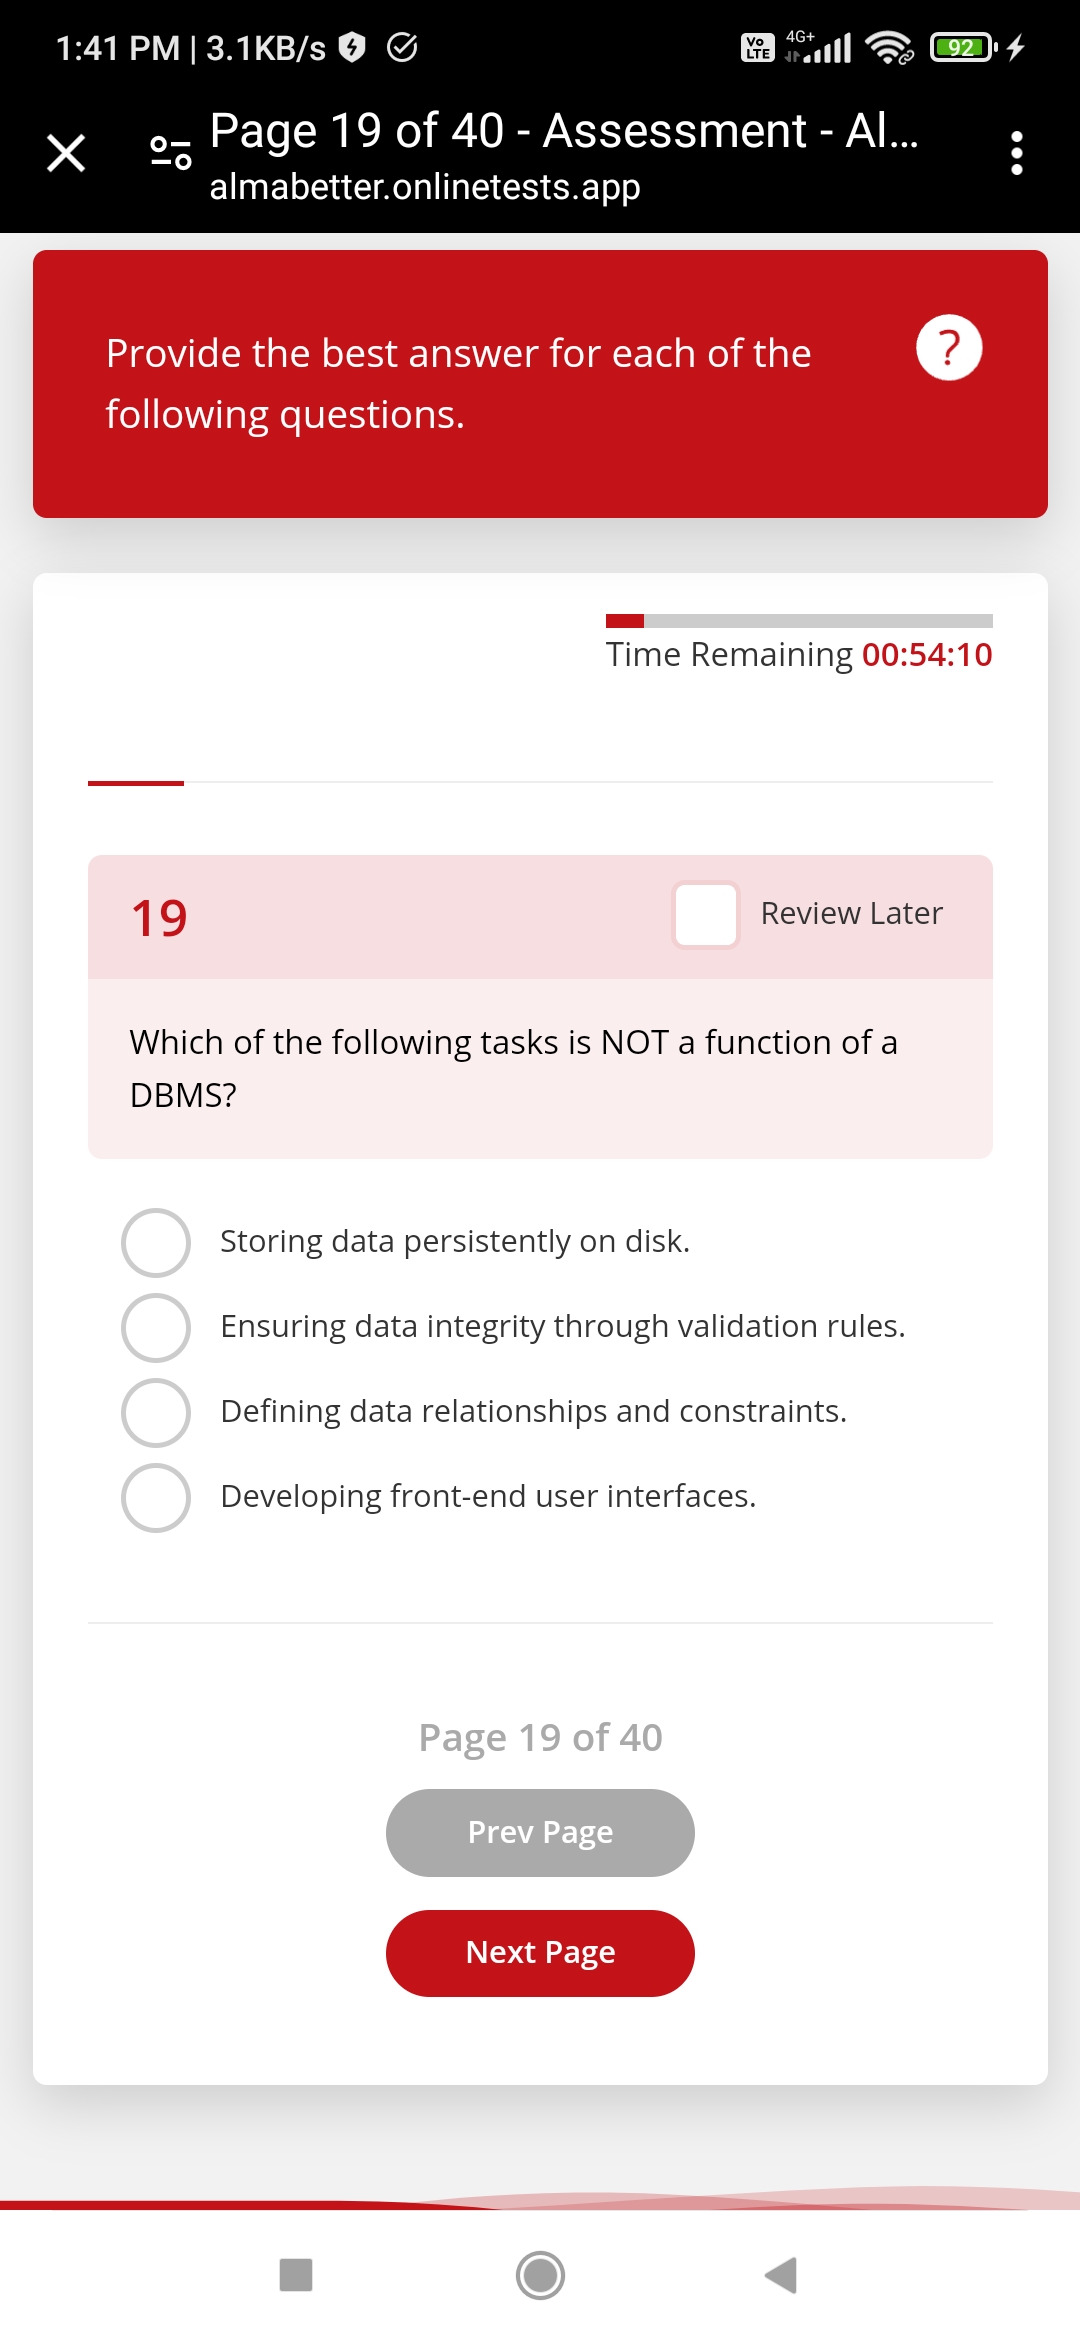 1:41 PM | 3.1KB/s
Vo LTE 4G+ 92
Page 19 of 40 - Assessment - Al...
almabetter.onlinetests.app
Provide the best answer for each of the
following questions.
?
Time Remaining 00:54:10
19
Review Later
Which of the following tasks is NOT a function of a
DBMS?
Storing data persistently on disk.
Ensuring data integrity through validation rules.
Defining data relationships and constraints.
Developing front-end user interfaces.
Page 19 of 40
Prev Page
Next Page